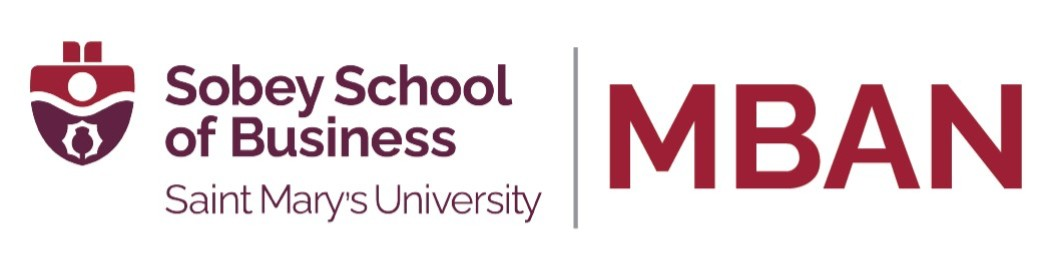 Sobey School
of Business
Saint Mary's University
MBAN